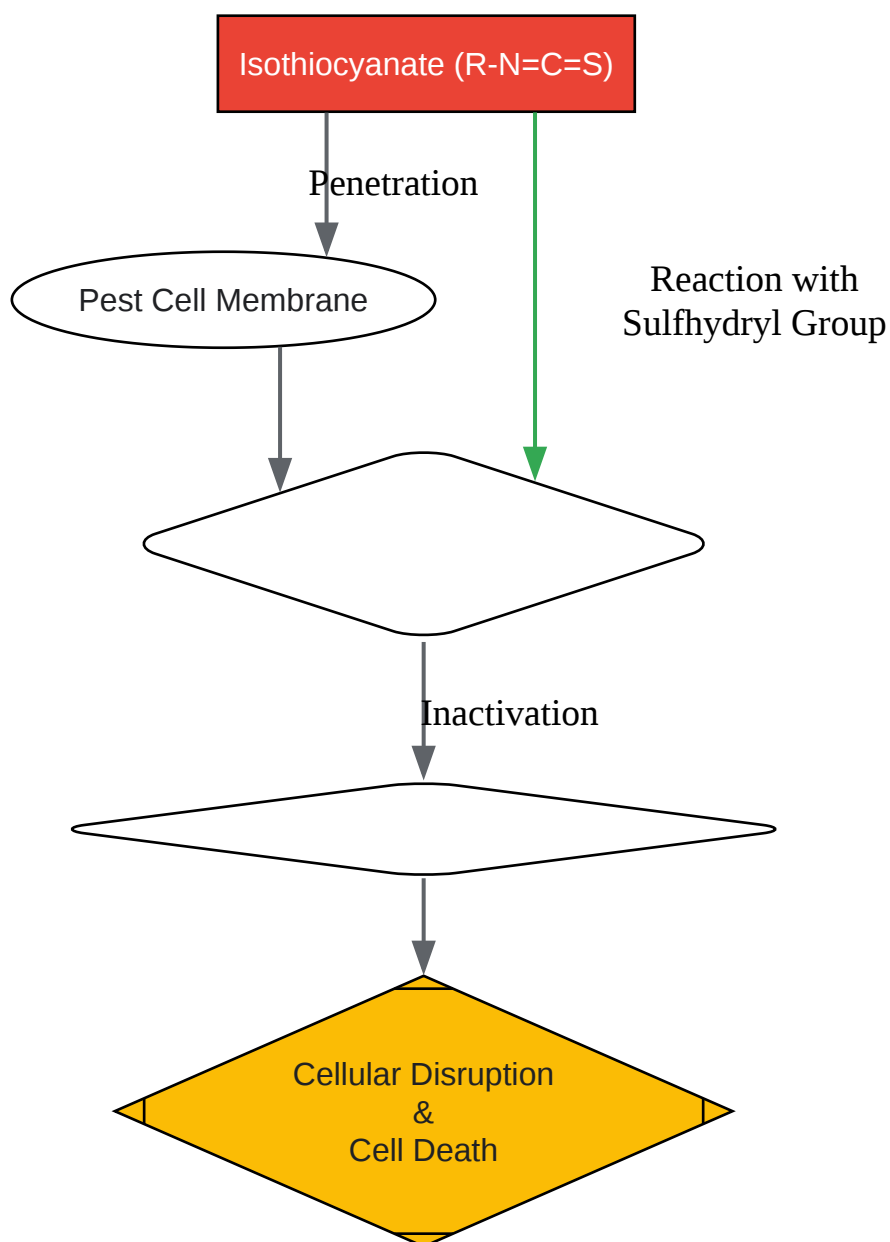 Isothiocyanate (R-N=C=S)
Penetration
Pest Cell Membrane
Reaction with
Sulfhydryl Group
Inactivation
Cellular Disruption
&
Cell Death